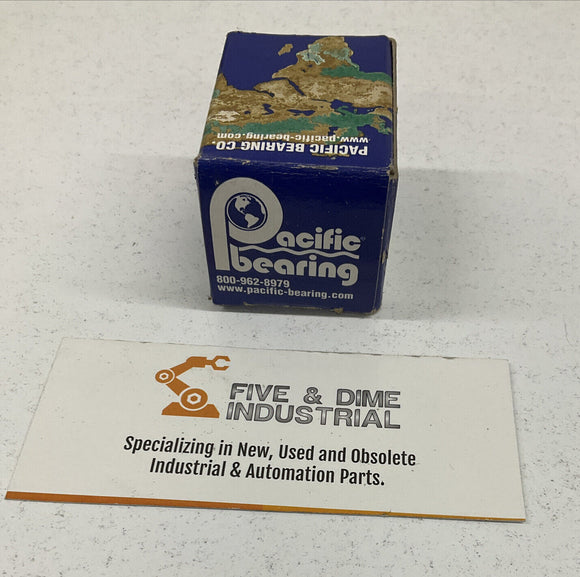 PACIFIC BEARING CO.
www.pacific-bearing.com
Pacific®
bearing
800-962-8979
www.pacific-bearing.com
FIVE & DIME
INDUSTRIAL
Specializing in New, Used and Obsolete
Industrial & Automation Parts.